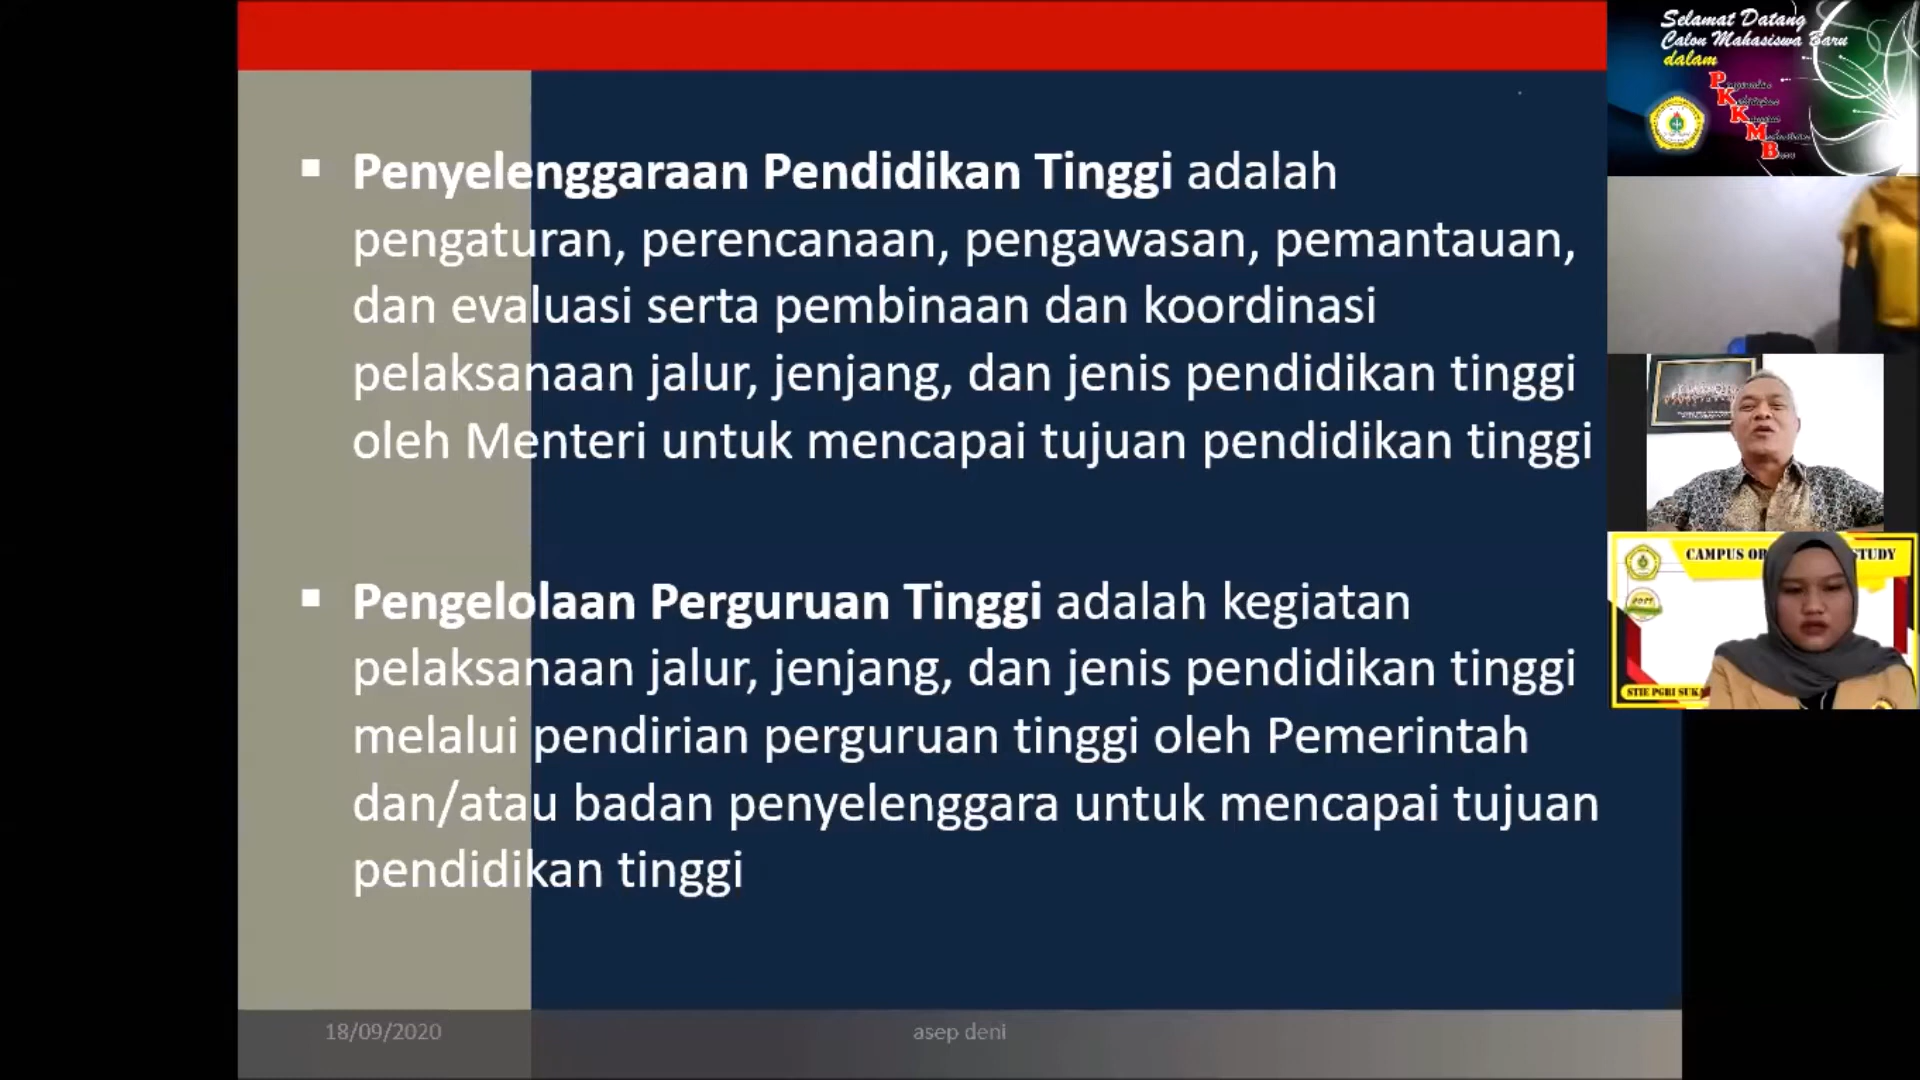 Penyelenggaraan Pendidikan Tinggi adalah
pengaturan, perencanaan, pengawasan, pemantauan,
dan evaluasi serta pembinaan dan koordinasi
pelaksanaan jalur, jenjang, dan jenis pendidikan tinggi
oleh Menteri untuk mencapai tujuan pendidikan tinggi
Pengelolaan Perguruan Tinggi adalah kegiatan
pelaksanaan jalur, jenjang, dan jenis pendidikan tinggi
melalui pendirian perguruan tinggi oleh Pemerintah
dan/atau badan penyelenggara untuk mencapai tujuan
pendidikan tinggi
18/09/2020
asep deni
Selamat Datang
Calon Mahasiswa Baru
dalam
P
K
K
M
B
CAMPUS OR
STUDY
STIE PGRI SUKA